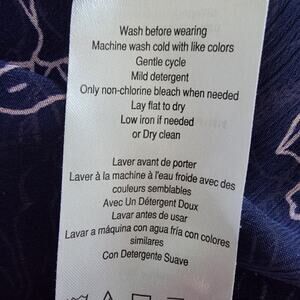 Wash before wearing
Machine wash cold with like colors
Gentle cycle
Mild detergent
Only non-chlorine bleach when needed
Lay flat to dry
Low iron if needed
or Dry clean
Laver avant de porter
Laver à la machine à l'eau froide avec des
couleurs semblables
Avec Un Détergent Doux
Lavar antes de usar
Lavar a máquina con agua fría con colores
similares
Con Detergente Suave